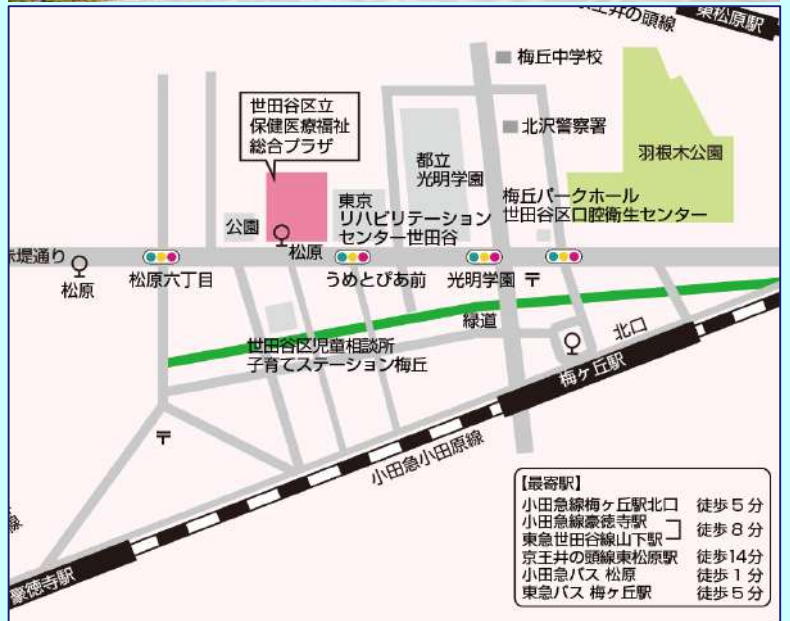 東松原駅
梅丘中学校
世田谷区立
保健医療福祉
総合プラザ
北沢警察署
羽根木公園
都立
光明学園
梅丘パークホール
世田谷区口腔衛生センター
東京
リハビリテーション
センター世田谷
公園
松原
赤堤通り
松原
松原六丁目
うめとぴあ前
光明学園
〒
緑道
世田谷区児童相談所
子育てステーション梅丘
北口
梅ヶ丘駅
〒
小田急小田原線
豪徳寺駅
【最寄駅】
小田急線梅ヶ丘駅北口 徒歩5分
小田急線豪徳寺駅
東急世田谷線山下駅 徒歩8分
京王井の頭線東松原駅 徒歩14分
小田急バス 松原 徒歩1分
東急バス 梅ヶ丘駅 徒歩5分